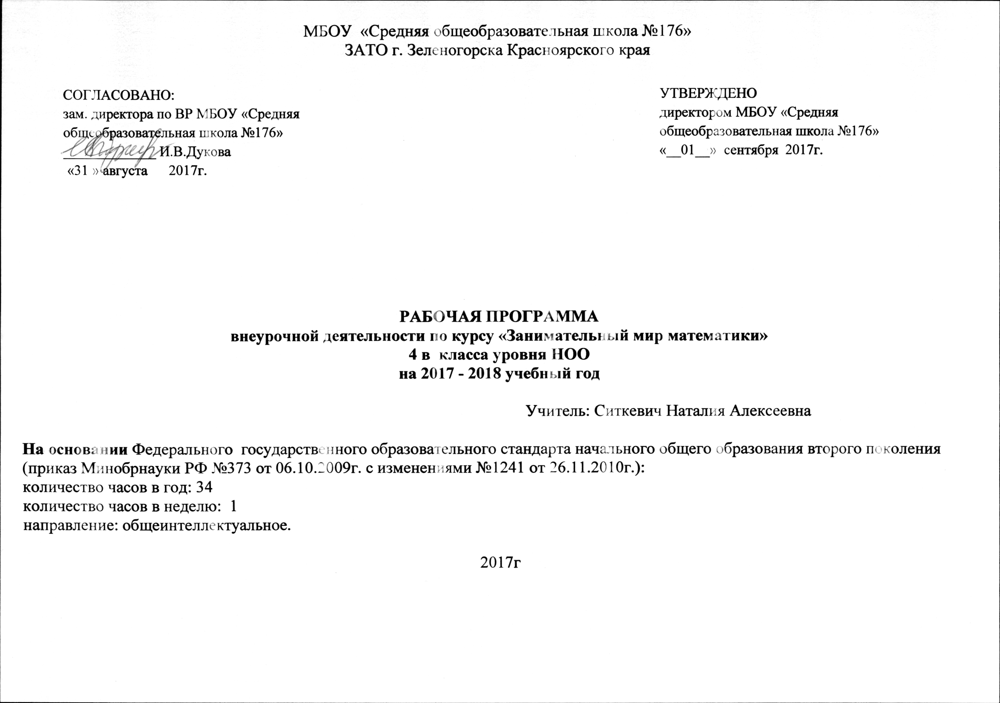 МБОУ «Средняя общеобразовательная школа №176»
ЗАТО г. Зеленогорска Красноярского края
СОГЛАСОВАНО:
зам. директора по ВР МБОУ «Средняя
общеобразовательная школа №176»
_____________И.В.Дукова
«31 » августа 2017г.
УТВЕРЖДЕНО
директором МБОУ «Средняя
общеобразовательная школа №176»
«__01__» сентября 2017г.
РАБОЧАЯ ПРОГРАММА
внеурочной деятельности по курсу «Занимательный мир математики»
4 в класса уровня НОО
на 2017 - 2018 учебный год
Учитель: Ситкевич Наталия Алексеевна
На основании Федерального государственного образовательного стандарта начального общего образования второго поколения
(приказ Минобрнауки РФ №373 от 06.10.2009г. с изменениями №1241 от 26.11.2010г.):
количество часов в год: 34
количество часов в неделю: 1
направление: общеинтеллектуальное.
2017г